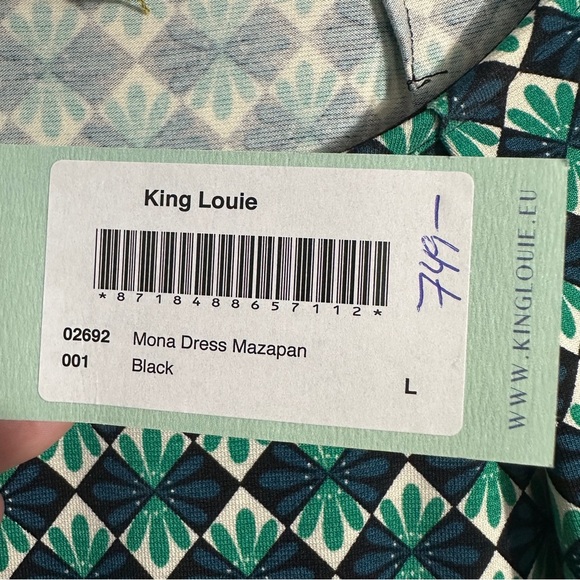 King Louie
*8718488657112*
749-
02692 Mona Dress Mazapan
001 Black
L
WWW.KINGLOUIE.EU